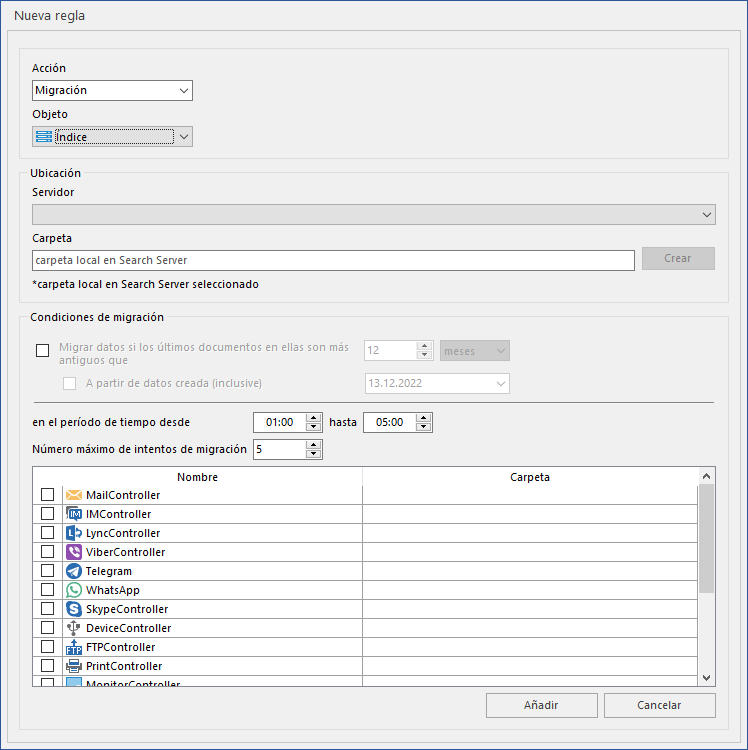 Nueva regla
Acción
Migración
Objeto
Índice
Ubicación
Servidor
Carpeta
carpeta local en Search Server
Crear
*carpeta local en Search Server seleccionado
Condiciones de migración
Migrar datos si los últimos documentos en ellas son más
antiguos que
12
meses
A partir de datos creada (inclusive)
13.12.2022
en el período de tiempo desde
01:00
hasta
05:00
Número máximo de intentos de migración
5
Nombre
Carpeta
MailController
IM
IMController
LyncController
ViberController
Telegram
WhatsApp
SkypeController
DeviceController
FTP
FTPController
PrintController
MonitorController
Añadir
Cancelar